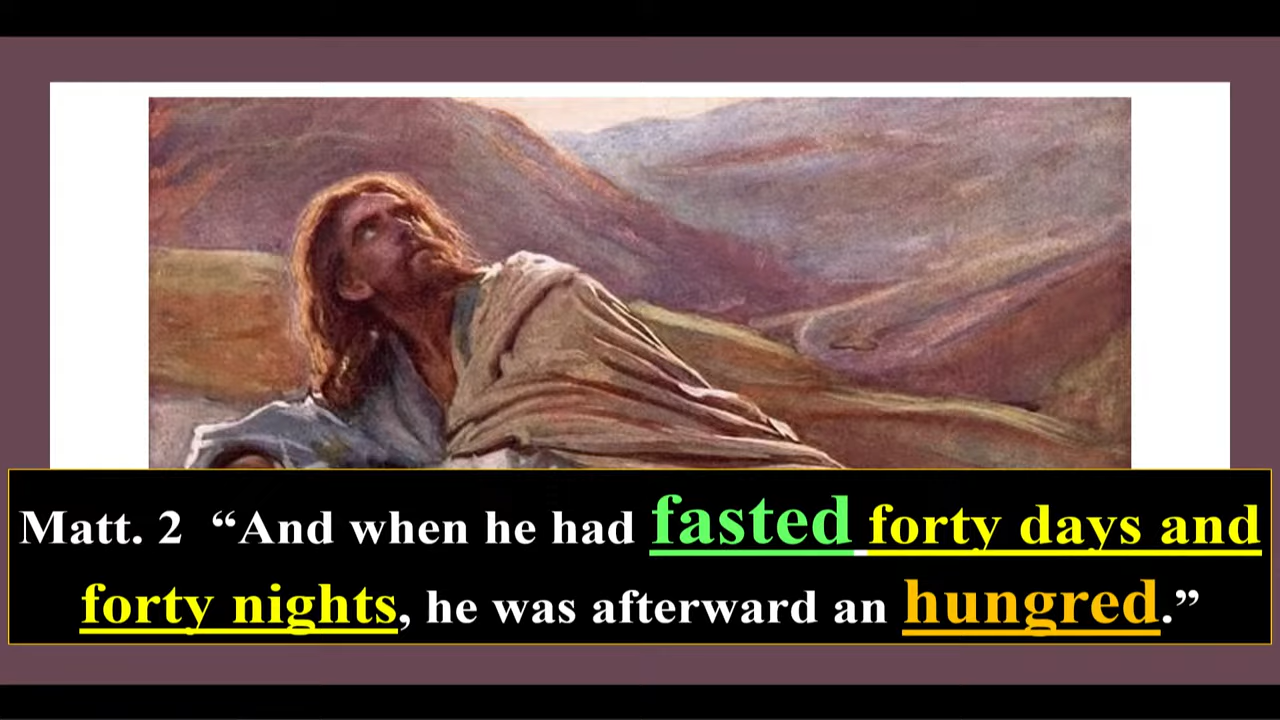 Matt. 2 “And when he had fasted forty days and
forty nights, he was afterward an hungred.”